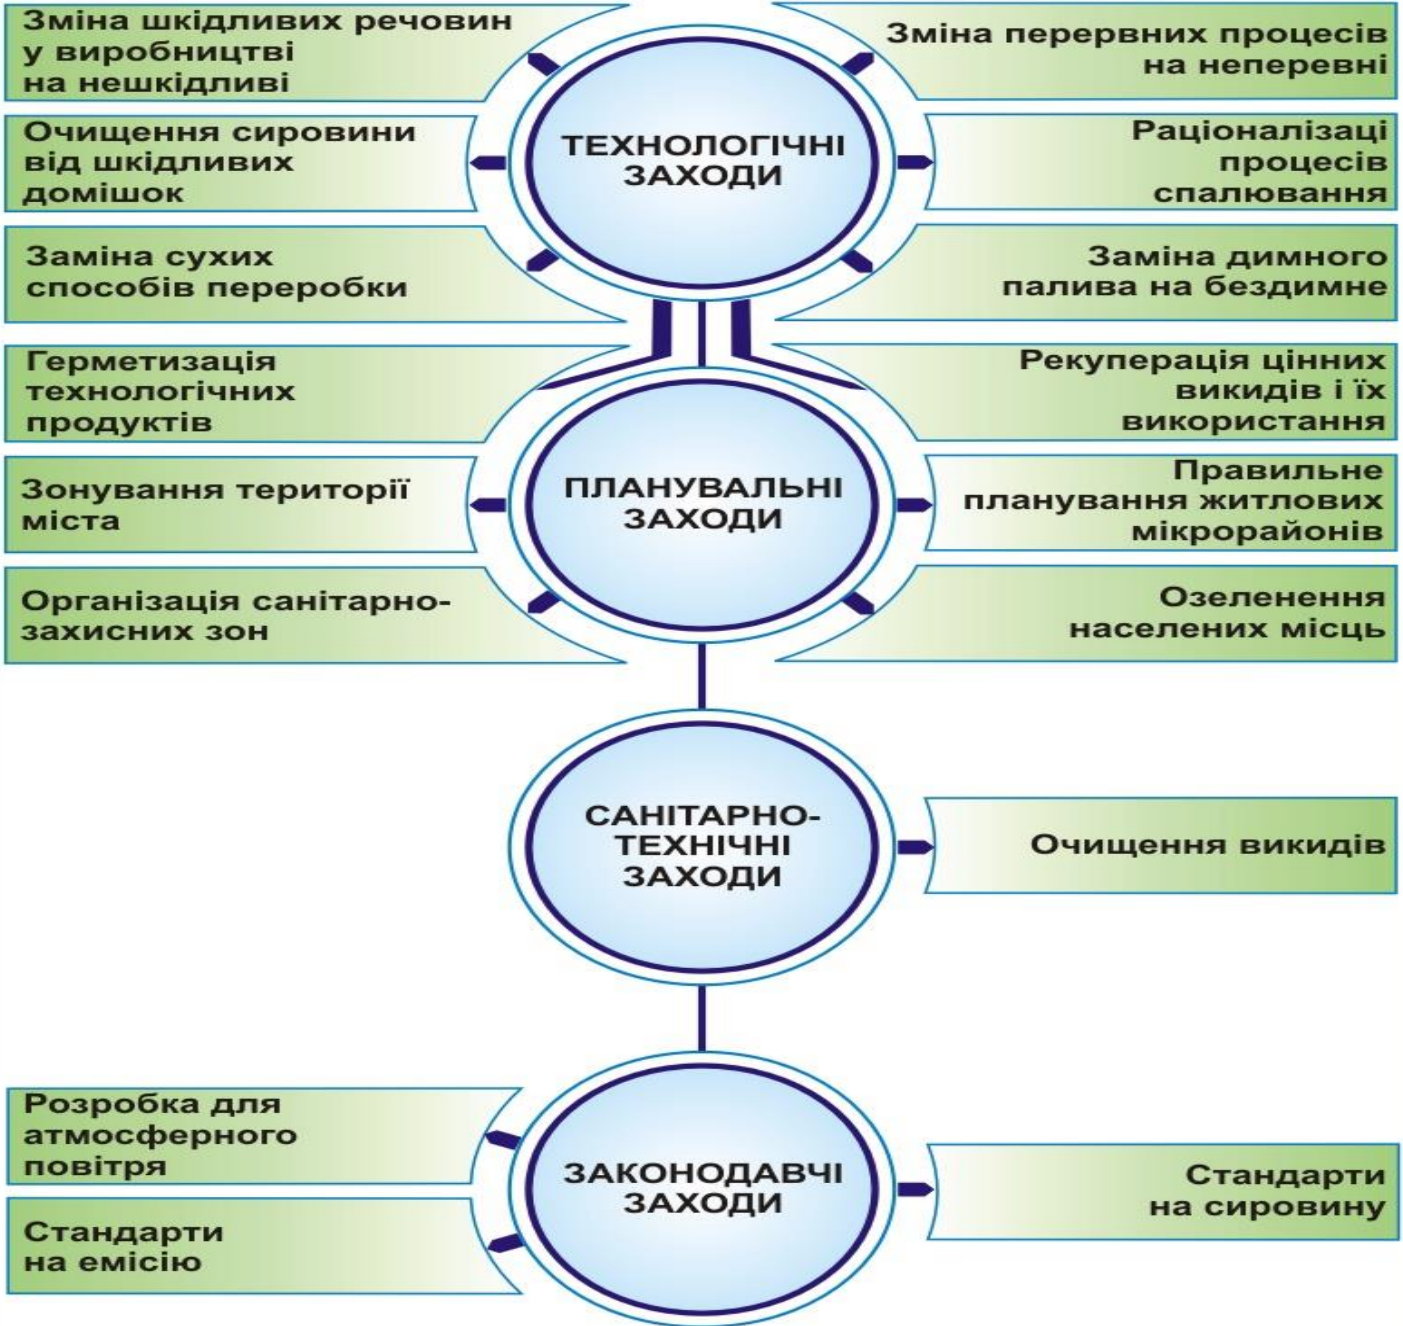 Зміна шкідливих речовин
у виробництві
на нешкідливі
Очищення сировини
від шкідливих
домішок
Заміна сухих
способів переробки
ТЕХНОЛОГІЧНІ
ЗАХОДИ
Зміна перервних процесів
на неперевні
Раціоналізаці
процесів
спалювання
Заміна димного
палива на бездимне
Герметизація
технологічних
продуктів
Зонування території
міста
Організація санітарно-
захисних зон
ПЛАНУВАЛЬНІ
ЗАХОДИ
Рекуперація цінних
викидів і їх
використання
Правильне
планування житлових
мікрорайонів
Озеленення
населених місць
САНІТАРНО-
ТЕХНІЧНІ
ЗАХОДИ
Очищення викидів
Розробка для
атмосферного
повітря
Стандарти
на емісію
ЗАКОНОДАВЧІ
ЗАХОДИ
Стандарти
на сировину